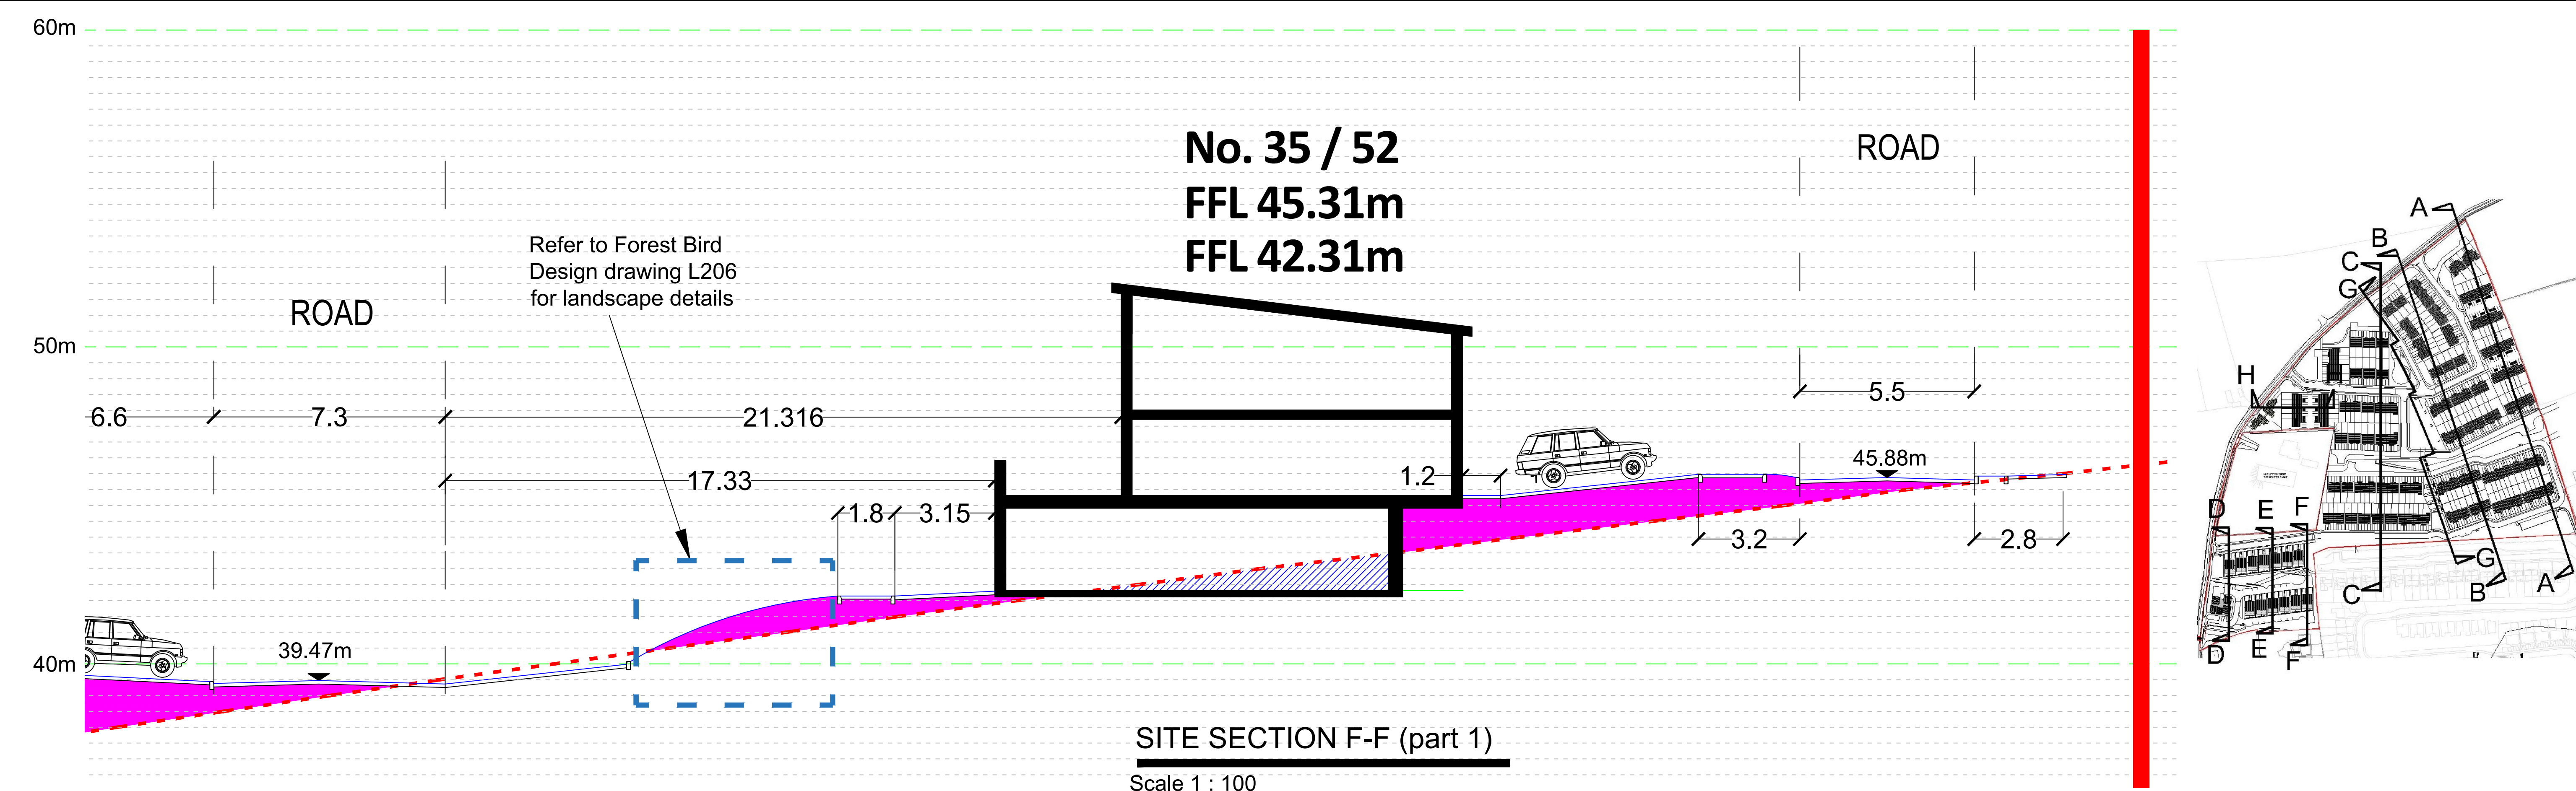 60m
50m
40m
No. 35 / 52
FFL 45.31m
FFL 42.31m
ROAD
Refer to Forest Bird
Design drawing L206
for landscape details
ROAD
6.6
7.3
21.316
17.33
1.8
3.15
1.2
5.5
45.88m
3.2
2.8
39.47m
SITE SECTION F-F (part 1)
Scale 1 : 100
A
B
C
G
H
H
D
E
F
G
C
B
A
D
E
F